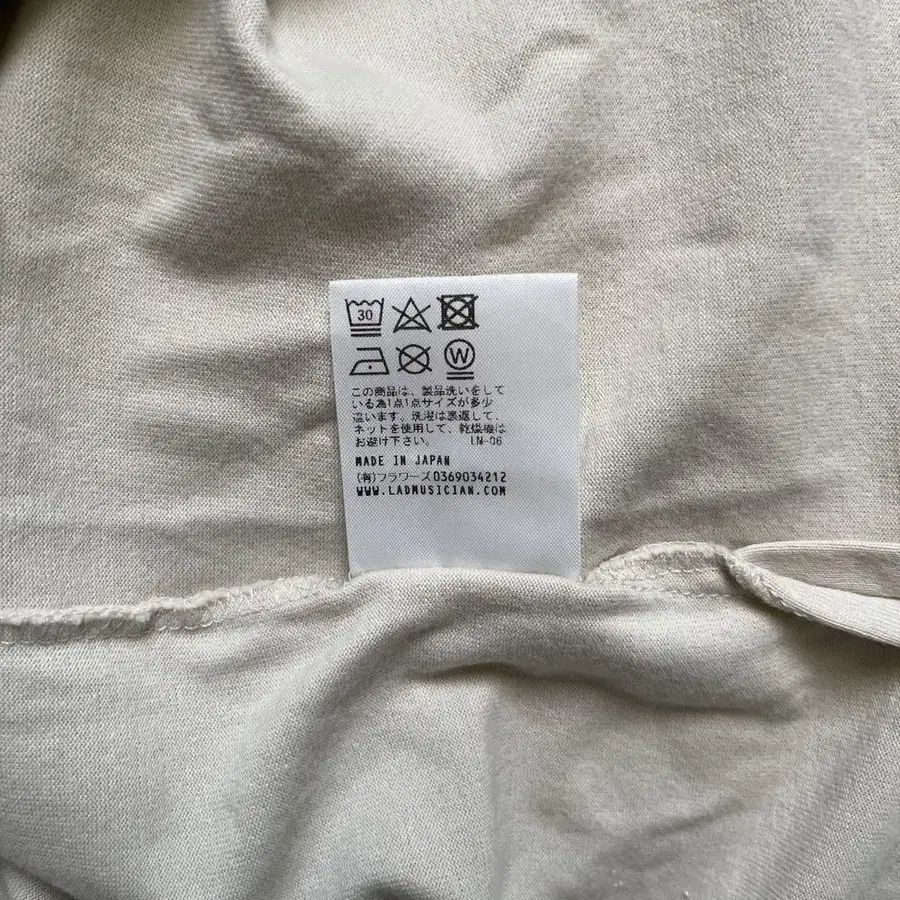 30
W
この商品は、製品洗いをして
いる為1点1点サイズが多少
違います。洗濯は裏返して、
ネットを使用して、乾燥機は
お避け下さい。 LM-06
MADE IN JAPAN
(有)フラワーズ0369034212
WWW.LADMUSICIAN.COM